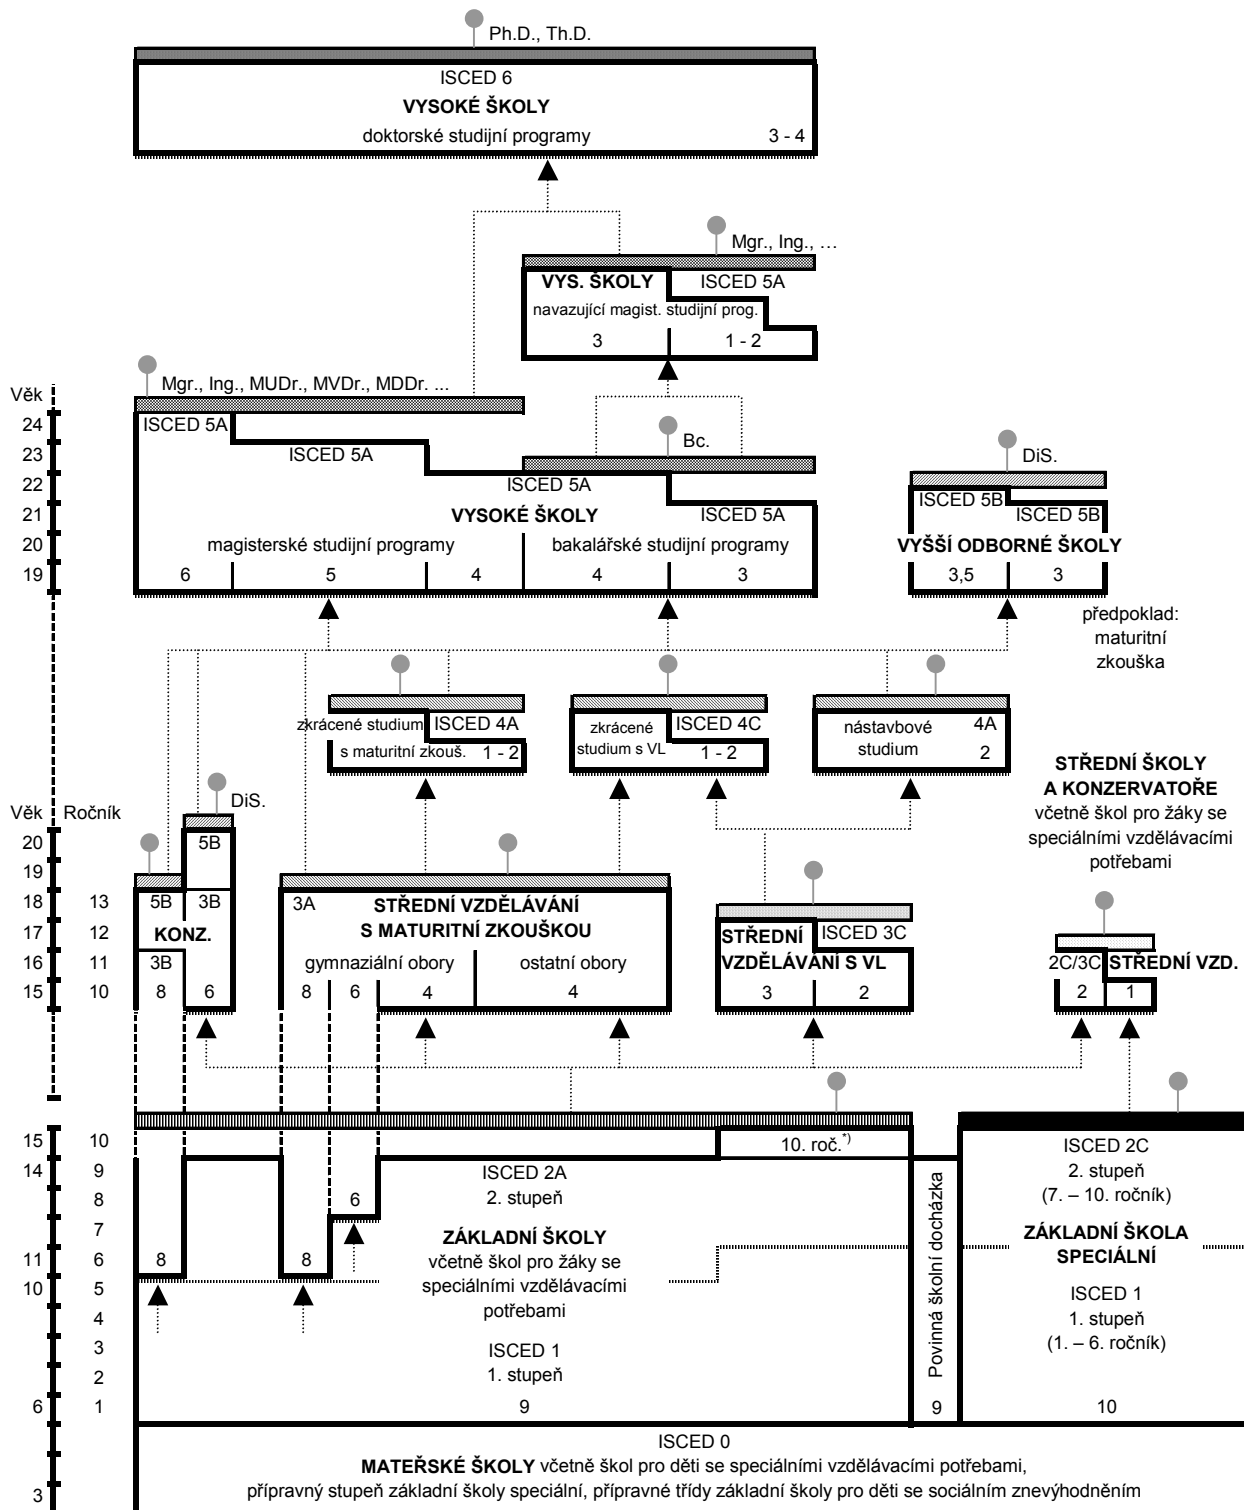 Ph.D., Th.D.
ISCED 6
VYSOKÉ ŠKOLY
doktorské studijní programy 3 - 4
Mgr., Ing., …
VYS. ŠKOLY ISCED 5A
navazující magist. studijní prog.
3 1 - 2
Mgr., Ing., MUDr., MVDr., MDDr. ...
Věk
24 ISCED 5A
23 ISCED 5A Bc. DiS.
22 ISCED 5A ISCED 5B
21 VYSOKÉ ŠKOLY ISCED 5A ISCED 5B
20 magisterské studijní programy bakalářské studijní programy VYŠŠÍ ODBORNÉ ŠKOLY
19 6 5 4 4 3 3,5 3
předpoklad:
maturitní
zkouška
zkrácené studium ISCED 4A
s maturitní zkouš. 1 - 2
zkrácené ISCED 4C
studium s VL 1 - 2
nástavbové 4A
studium 2
STŘEDNÍ ŠKOLY
A KONZERVATOŘE
včetně škol pro žáky se
speciálními vzdělávacími
potřebami
Věk Ročník DiS.
20 5B
19
18 13 5B 3B 3A STŘEDNÍ VZDĚLÁVÁNÍ
17 12 KONZ. S MATURITNÍ ZKOUŠKOU STŘEDNÍ ISCED 3C
16 11 3B gymnaziální obory ostatní obory VZDĚLÁVÁNÍ S VL 2C/3C STŘEDNÍ VZD.
15 10 8 6 8 6 4 4 3 2 2 1
15 10 10. roč.*) ISCED 2C
14 9 ISCED 2A 2. stupeň
8 6 2. stupeň (7. – 10. ročník)
7 ZÁKLADNÍ ŠKOLY ZÁKLADNÍ ŠKOLA
11 6 8 8 včetně škol pro žáky se SPECIÁLNÍ
10 5 speciálními vzdělávacími ISCED 1
4 potřebami 1. stupeň
3 ISCED 1 (1. – 6. ročník)
2 1. stupeň
Povinná školní docházka
6 1 9 9 10
ISCED 0
MATEŘSKÉ ŠKOLY včetně škol pro děti se speciálními vzdělávacími potřebami,
3 přípravný stupeň základní školy speciální, přípravné třídy základní školy pro děti se sociálním znevýhodněním